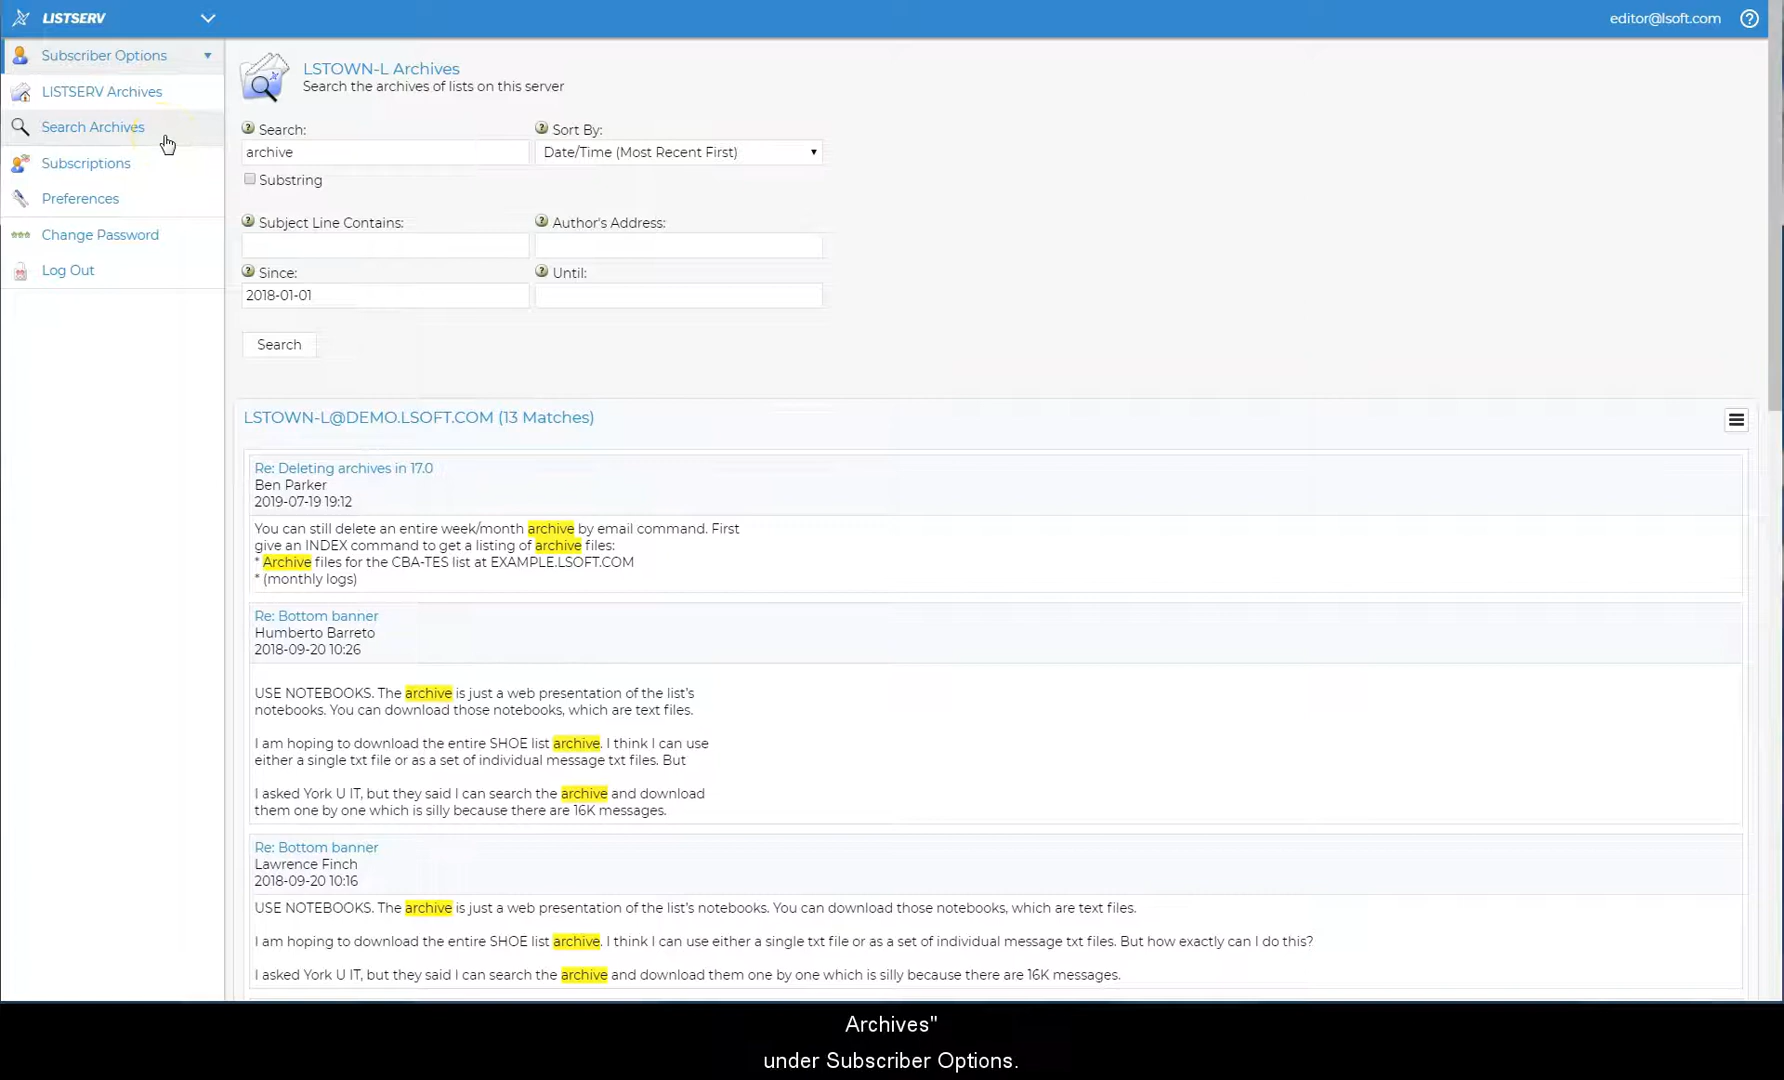 LISTSERV
editor@lsoft.com
Subscriber Options
LISTSERV Archives
Search Archives
Subscriptions
Preferences
Change Password
Log Out
LSTOWN-L Archives
Search the archives of lists on this server
Search:
Sort By:
archive
Date/Time (Most Recent First)
Substring
Subject Line Contains:
Author's Address:
Since:
Until:
2018-01-01
Search
LSTOWN-L@DEMO.LSOFT.COM (13 Matches)
Re: Deleting archives in 17.0
Ben Parker
2019-07-19 19:12
You can still delete an entire week/month archive by email command. First
give an INDEX command to get a listing of archive files:
* Archive files for the CBA-TES list at EXAMPLE.LSOFT.COM
* (monthly logs)
Re: Bottom banner
Humberto Barreto
2018-09-20 10:26
USE NOTEBOOKS. The archive is just a web presentation of the list's
notebooks. You can download those notebooks, which are text files.
I am hoping to download the entire SHOE list archive. I think I can use
either a single txt file or as a set of individual message txt files. But
I asked York U IT, but they said I can search the archive and download
them one by one which is silly because there are 16K messages.
Re: Bottom banner
Lawrence Finch
2018-09-20 10:16
USE NOTEBOOKS. The archive is just a web presentation of the list's notebooks. You can download those notebooks, which are text files.
I am hoping to download the entire SHOE list archive. I think I can use either a single txt file or as a set of individual message txt files. But how exactly can I do this?
I asked York U IT, but they said I can search the archive and download them one by one which is silly because there are 16K messages.
Archives"
under Subscriber Options.